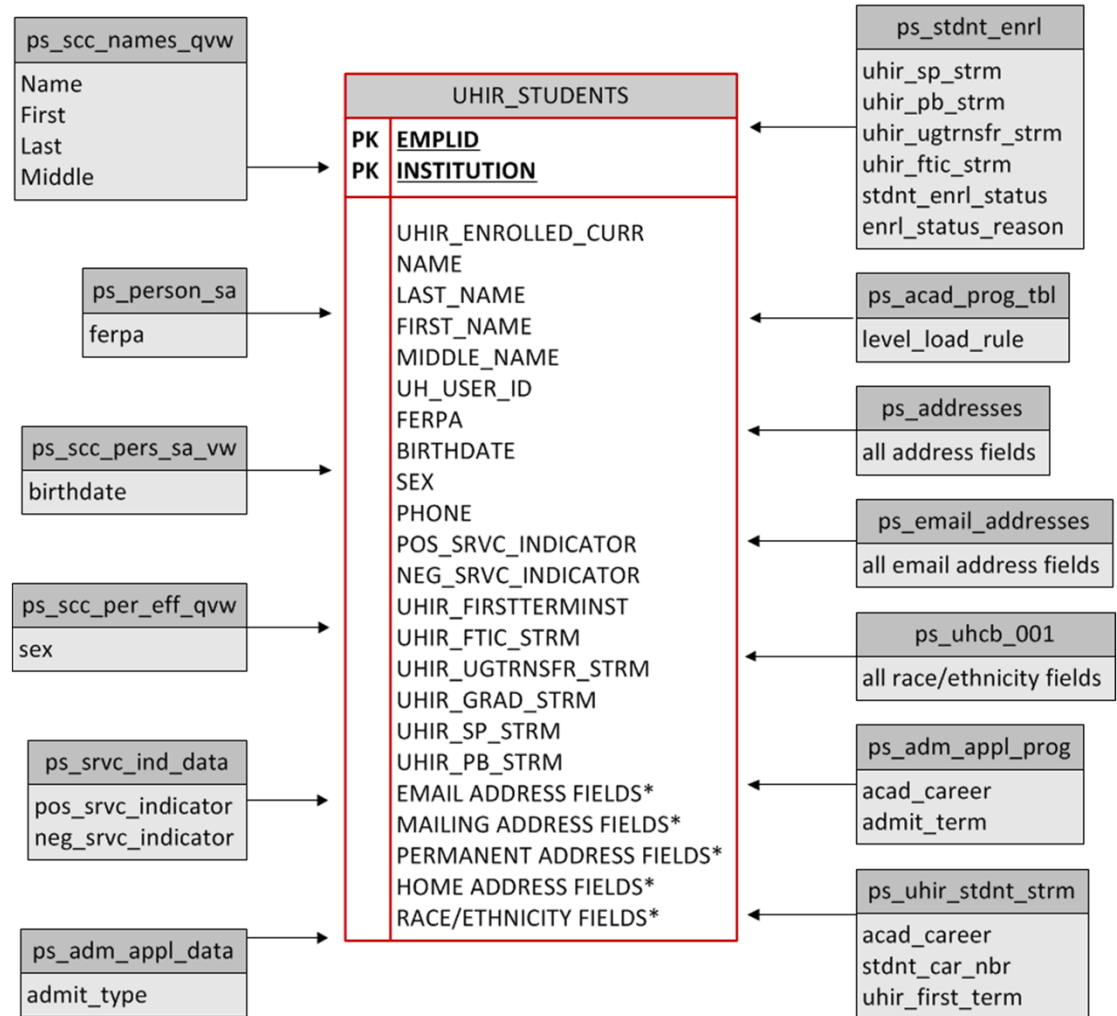 ps_scc_names_qvw
Name
First
Last
Middle
ps_person_sa
ferpa
ps_scc_pers_sa_vw
birthdate
ps_scc_per_eff_qvw
sex
ps_srvc_ind_data
pos_srvc_indicator
neg_srvc_indicator
ps_adm_appl_data
admit_type
UHIR_STUDENTS
PK EMPLID
PK INSTITUTION
UHIR_ENROLLED_CURR
NAME
LAST_NAME
FIRST_NAME
MIDDLE_NAME
UH_USER_ID
FERPA
BIRTHDATE
SEX
PHONE
POS_SRVC_INDICATOR
NEG_SRVC_INDICATOR
UHIR_FIRSTTERMINST
UHIR_FTIC_STRM
UHIR_UGTRNSFR_STRM
UHIR_GRAD_STRM
UHIR_SP_STRM
UHIR_PB_STRM
EMAIL ADDRESS FIELDS*
MAILING ADDRESS FIELDS*
PERMANENT ADDRESS FIELDS*
HOME ADDRESS FIELDS*
RACE/ETHNICITY FIELDS*
ps_stdnt_enrl
uhir_sp_strm
uhir_pb_strm
uhir_ugtrnsfr_strm
uhir_ftic_strm
stdnt_enrl_status
enrl_status_reason
ps_acad_prog_tbl
level_load_rule
ps_addresses
all address fields
ps_email_addresses
all email address fields
ps_uhcb_001
all race/ethnicity fields
ps_adm_appl_prog
acad_career
admit_term
ps_uhir_stdnt_strm
acad_career
stdnt_car_nbr
uhir_first_term